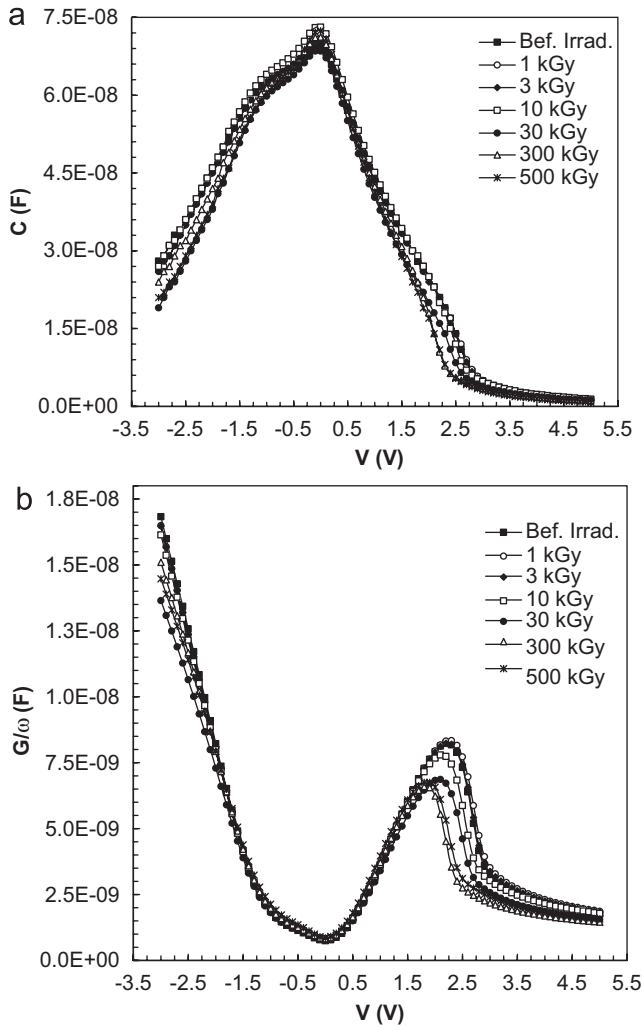 a
7.5E-08
6.0E-08
4.5E-08
3.0E-08
1.5E-08
0.0E+00
C (F)
-3.5 -2.5 -1.5 -0.5 0.5 1.5 2.5 3.5 4.5 5.5
V (V)
Bef. Irrad.
1 kGy
3 kGy
10 kGy
30 kGy
300 kGy
500 kGy
b
1.8E-08
1.5E-08
1.3E-08
1.0E-08
7.5E-09
5.0E-09
2.5E-09
0.0E+00
G/ω (F)
-3.5 -2.5 -1.5 -0.5 0.5 1.5 2.5 3.5 4.5 5.5
V (V)
Bef. Irrad.
1 kGy
3 kGy
10 kGy
30 kGy
300 kGy
500 kGy